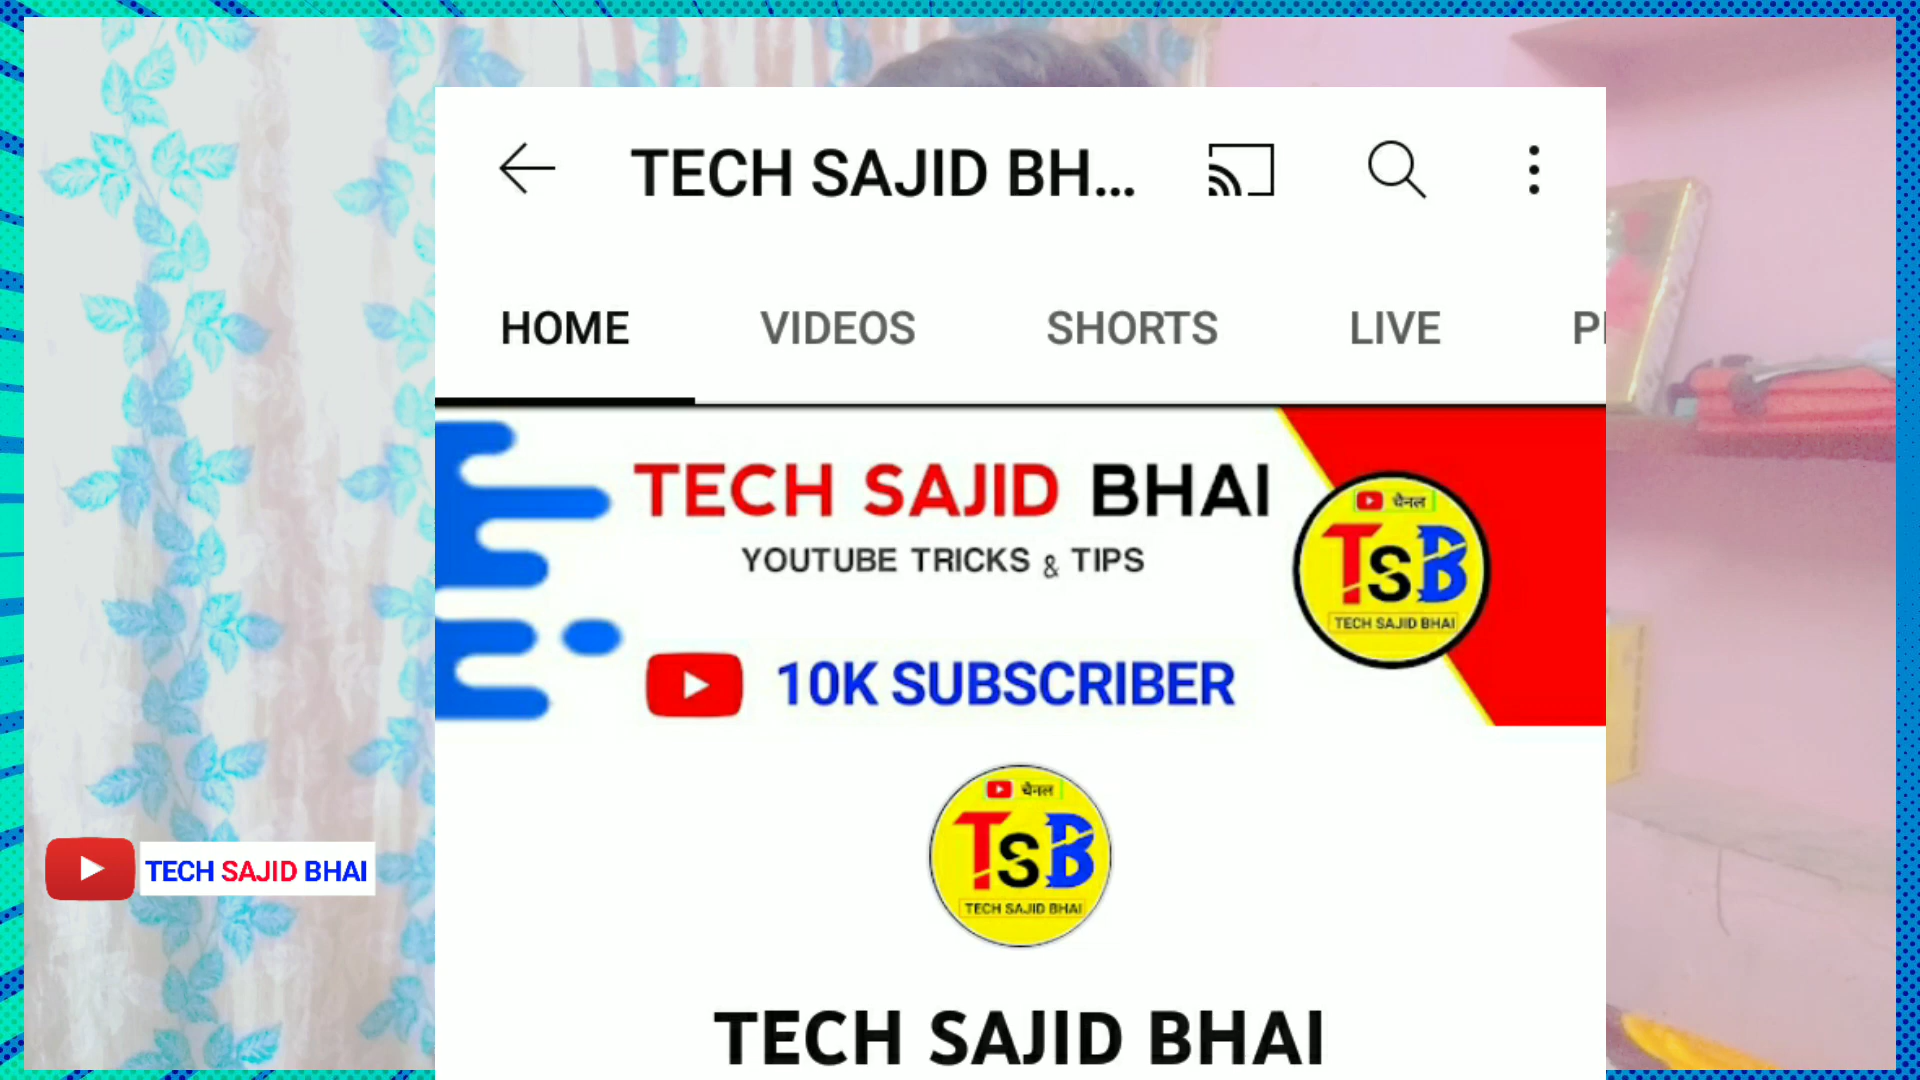 TECH SAJID BH...
HOME VIDEOS SHORTS LIVE
TECH SAJID BHAI
YOUTUBE TRICKS & TIPS
10K SUBSCRIBER
चैनल
TSB
TECH SAJID BHAI
चैनल
TSB
TECH SAJID BHAI
TECH SAJID BHAI
TECH SAJID BHAI